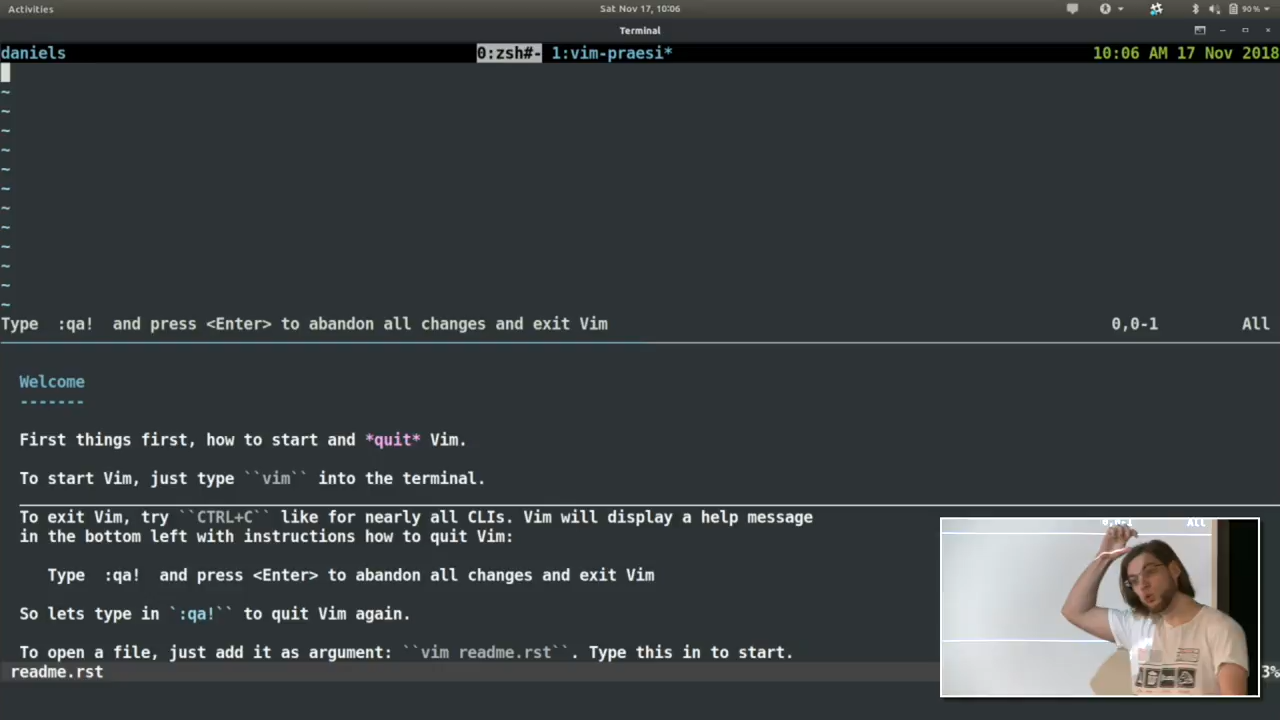 Activities
Sat Nov 17, 10:06
90 %
Terminal
daniels 0:zsh#- 1:vim-praesi* 10:06 AM 17 Nov 2018
~
~
~
~
~
~
~
~
~
~
~
~
Type  :qa!  and press <Enter> to abandon all changes and exit Vim 0,0-1 All
Welcome
-------
First things first, how to start and *quit* Vim.
To start Vim, just type ``vim`` into the terminal.
To exit Vim, try ``CTRL+C`` like for nearly all CLIs. Vim will display a help message
in the bottom left with instructions how to quit Vim:
Type  :qa!  and press <Enter> to abandon all changes and exit Vim
So lets type in `:qa!`` to quit Vim again.
To open a file, just add it as argument: ``vim readme.rst``. Type this in to start.
readme.rst 3%
0,0-1 All